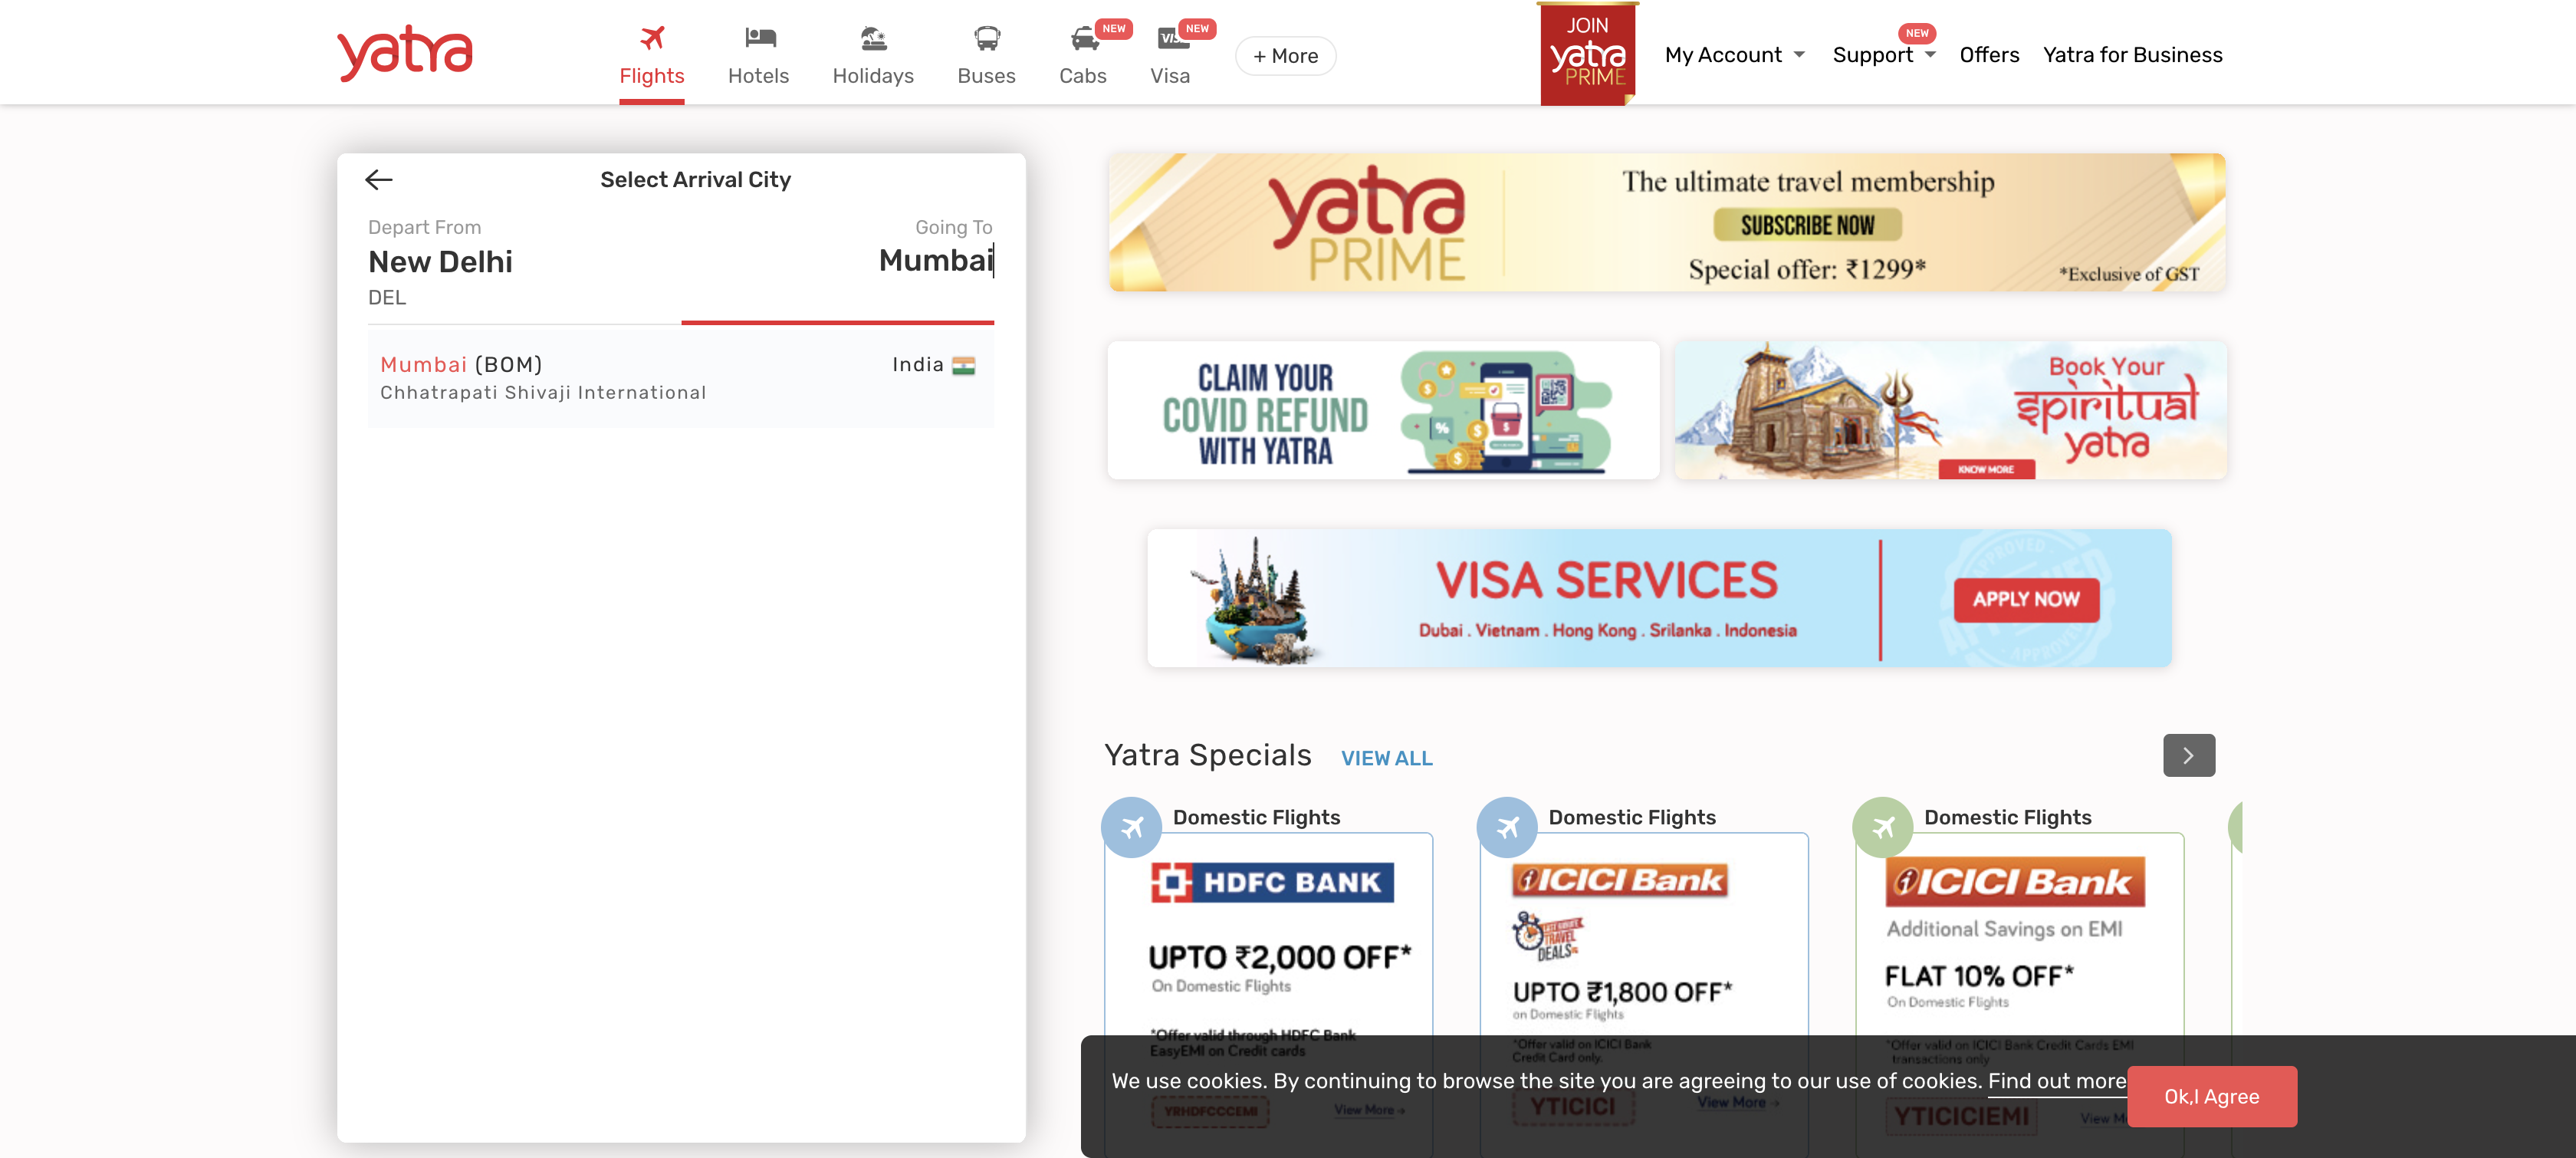 yatra
Flights
Hotels
Holidays
Buses
NEW
Cabs
NEW
Visa
+ More
JOIN
yatra
PRIME
My Account
NEW
Support
Offers
Yatra for Business
Select Arrival City
Depart From
Going To
New Delhi
Mumbai
DEL
Mumbai (BOM)
India
Chhatrapati Shivaji International
yatra
PRIME
The ultimate travel membership
SUBSCRIBE NOW
Special offer: ₹1299*
*Exclusive of GST
CLAIM YOUR
COVID REFUND
WITH YATRA
Book Your
spiritual
yatra
KNOW MORE
VISA SERVICES
Dubai . Vietnam . Hong Kong . Srilanka . Indonesia
APPLY NOW
Yatra Specials
VIEW ALL
Domestic Flights
HDFC BANK
UPTO ₹2,000 OFF*
On Domestic Flights
*Offer valid through HDFC Bank
EasyEMI on Credit cards
YRHDFCCCEMI
View More
Domestic Flights
ICICI Bank
TRAVEL
DEALS
UPTO ₹1,800 OFF*
on Domestic Flights
*Offer valid on ICICI Bank
Credit Card only.
YTICICI
View More
Domestic Flights
ICICI Bank
Additional Savings on EMI
FLAT 10% OFF*
On Domestic Flights
*Offer valid on ICICI Bank Credit Cards EMI
transactions only
YTICICIEMI
View
We use cookies. By continuing to browse the site you are agreeing to our use of cookies. Find out more
Ok,I Agree